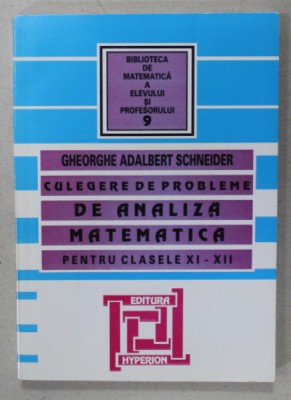 BIBLIOTECA
DE
MATEMATICĂ
A
ELEVULUI
ȘI
PROFESORULUI
9
GHEORGHE ADALBERT SCHNEIDER
CULEGERE DE PROBLEME
DE ANALIZA
MATEMATICA
PENTRU CLASELE XI - XII
EDITURA
HYPERION